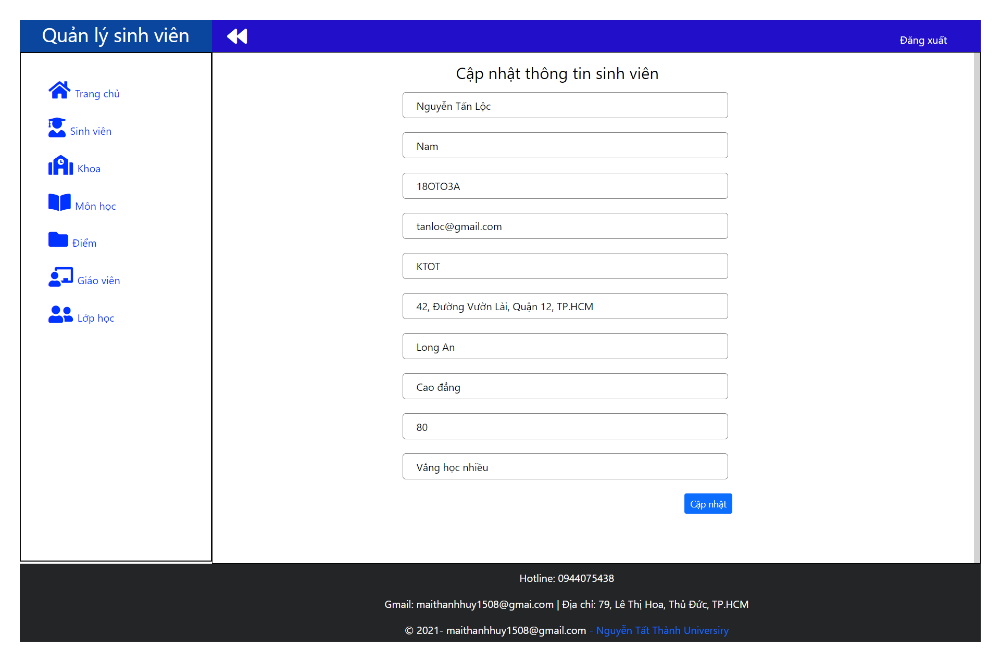 Quản lý sinh viên
Đăng xuất
Trang chủ
Sinh viên
Khoa
Môn học
Điểm
Giáo viên
Lớp học
Cập nhật thông tin sinh viên
Nguyễn Tấn Lộc
Nam
18OTO3A
tanloc@gmail.com
KTOT
42, Đường Vườn Lài, Quận 12, TP.HCM
Long An
Cao đẳng
80
Vắng học nhiều
Cập nhật
Hotline: 0944075438
Gmail: maithanhhuy1508@gmai.com | Địa chỉ: 79, Lê Thị Hoa, Thủ Đức, TP.HCM
© 2021- maithanhhuy1508@gmail.com - Nguyễn Tất Thành Universiry